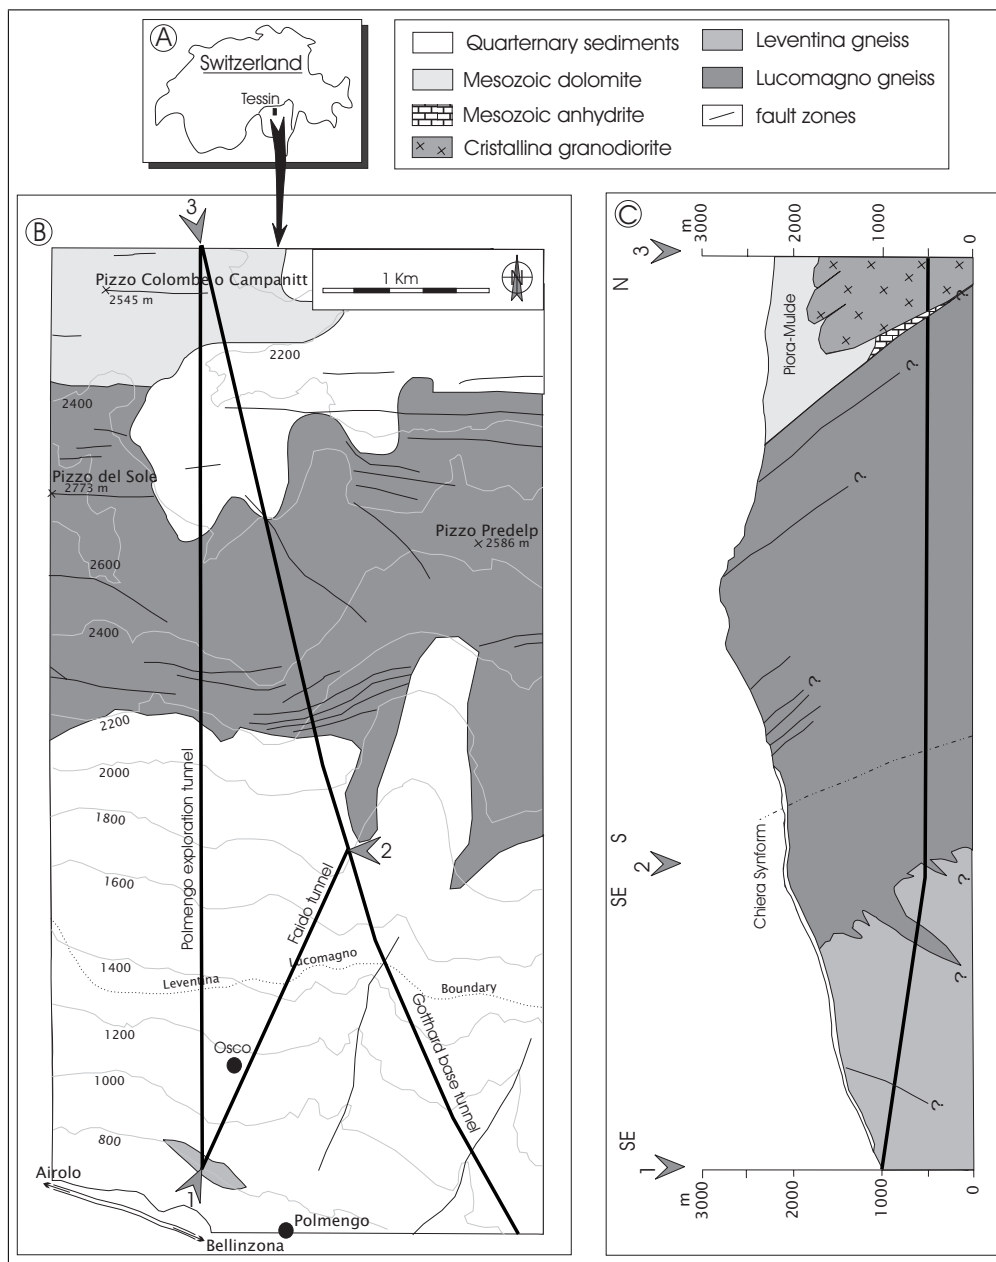 A
Switzerland
Tessin
Quarternary sediments
Mesozoic dolomite
Mesozoic anhydrite
Cristallina granodiorite
Leventina gneiss
Lucomagno gneiss
fault zones
B
3
1 Km
N
Pizzo Colombe o Campanitt
2545 m
2200
2400
Pizzo del Sole
2773 m
Pizzo Predelp
2586 m
2600
2400
2200
2000
1800
1600
1400
1200
1000
800
Polmengo exploration tunnel
Faido tunnel
2
Leventina
Lucomagno
Boundary
Gotthard base tunnel
Osco
1
Airolo
Bellinzona
Polmengo
C
3
N
m
3000
2000
1000
0
Piora-Mulde
?
?
?
?
Chiera Synform
S
2
SE
?
?
?
SE
1
m
3000
2000
1000
0